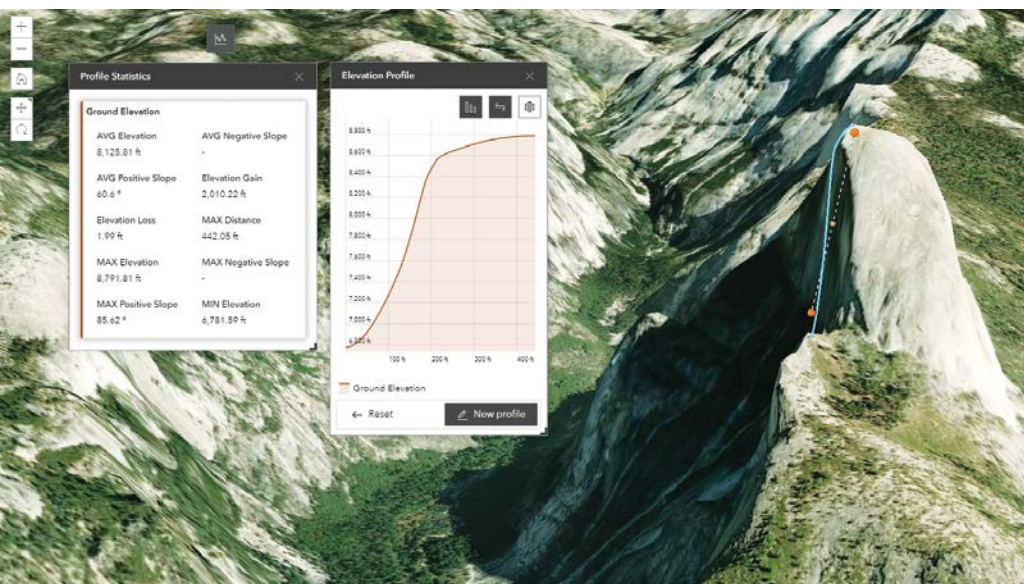 Profile Statistics
Ground Elevation
AVG Elevation
8,125.81 ft
AVG Negative Slope
-
AVG Positive Slope
60.6 °
Elevation Gain
2,010.22 ft
Elevation Loss
1.99 ft
MAX Distance
442.05 ft
MAX Elevation
8,791.81 ft
MAX Negative Slope
-
MAX Positive Slope
85.62 °
MIN Elevation
6,781.59 ft
Elevation Profile
8,800 ft
8,600 ft
8,400 ft
8,200 ft
8,000 ft
7,800 ft
7,600 ft
7,400 ft
7,200 ft
7,000 ft
6,800 ft
100 ft
200 ft
300 ft
400 ft
Ground Elevation
Reset
New profile